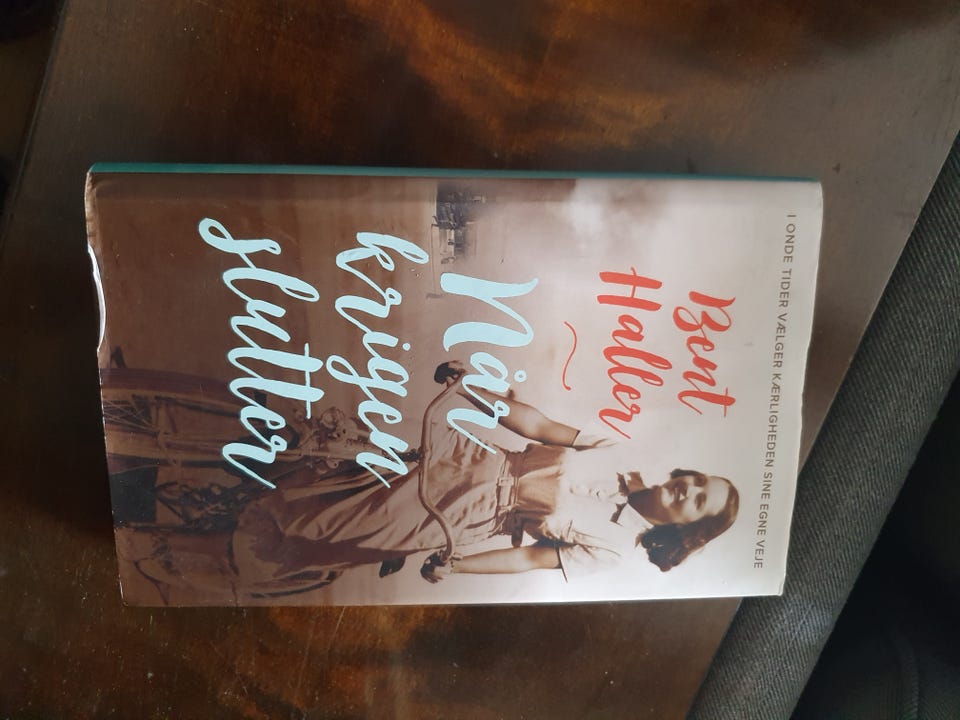 I ONDE TIDER VÆLGER KÆRLIGHEDEN SINE EGNE VEJE
Bent
Haller
Når
krigen
slutter